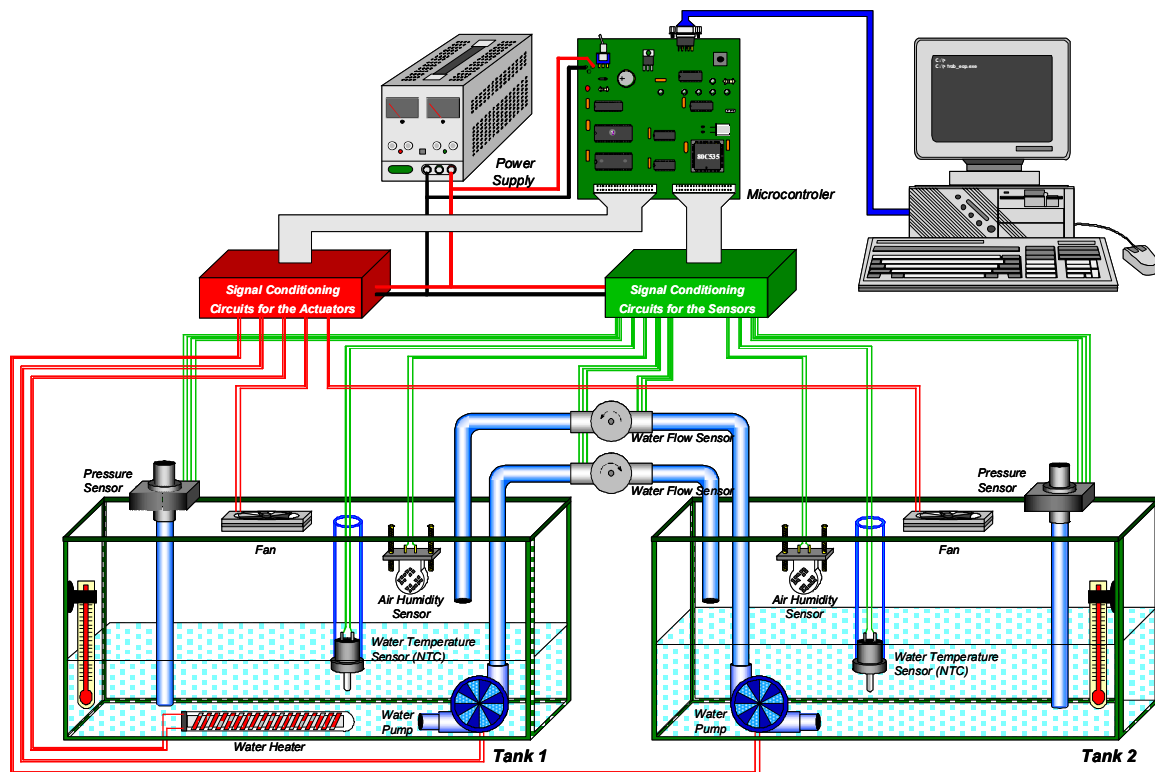 C:\>
C:\> tmb_exp.exe
80C535
Power
Supply
Microcontroler
Signal Conditioning
Circuits for the Actuators
Signal Conditioning
Circuits for the Sensors
Water Flow Sensor
Water Flow Sensor
Pressure
Sensor
Fan
Air Humidity
Sensor
Water Temperature
Sensor (NTC)
Water
Pump
Water Heater
Tank 1
Pressure
Sensor
Fan
Air Humidity
Sensor
Water Temperature
Sensor (NTC)
Water
Pump
Tank 2